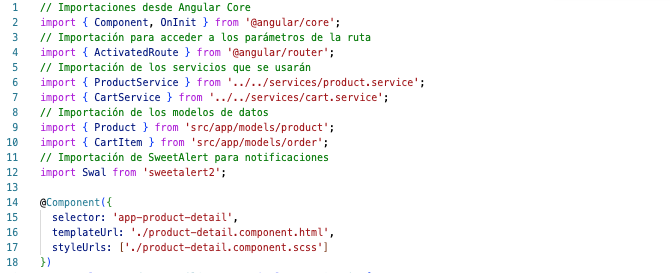 1 // Importaciones desde Angular Core
2 import { Component, OnInit } from '@angular/core';
3 // Importación para acceder a los parámetros de la ruta
4 import { ActivatedRoute } from '@angular/router';
5 // Importación de los servicios que se usarán
6 import { ProductService } from '../../services/product.service';
7 import { CartService } from '../../services/cart.service';
8 // Importación de los modelos de datos
9 import { Product } from 'src/app/models/product';
10 import { CartItem } from 'src/app/models/order';
11 // Importación de SweetAlert para notificaciones
12 import Swal from 'sweetalert2';
13
14 @Component({
15 selector: 'app-product-detail',
16 templateUrl: './product-detail.component.html',
17 styleUrls: ['./product-detail.component.scss']
18 })